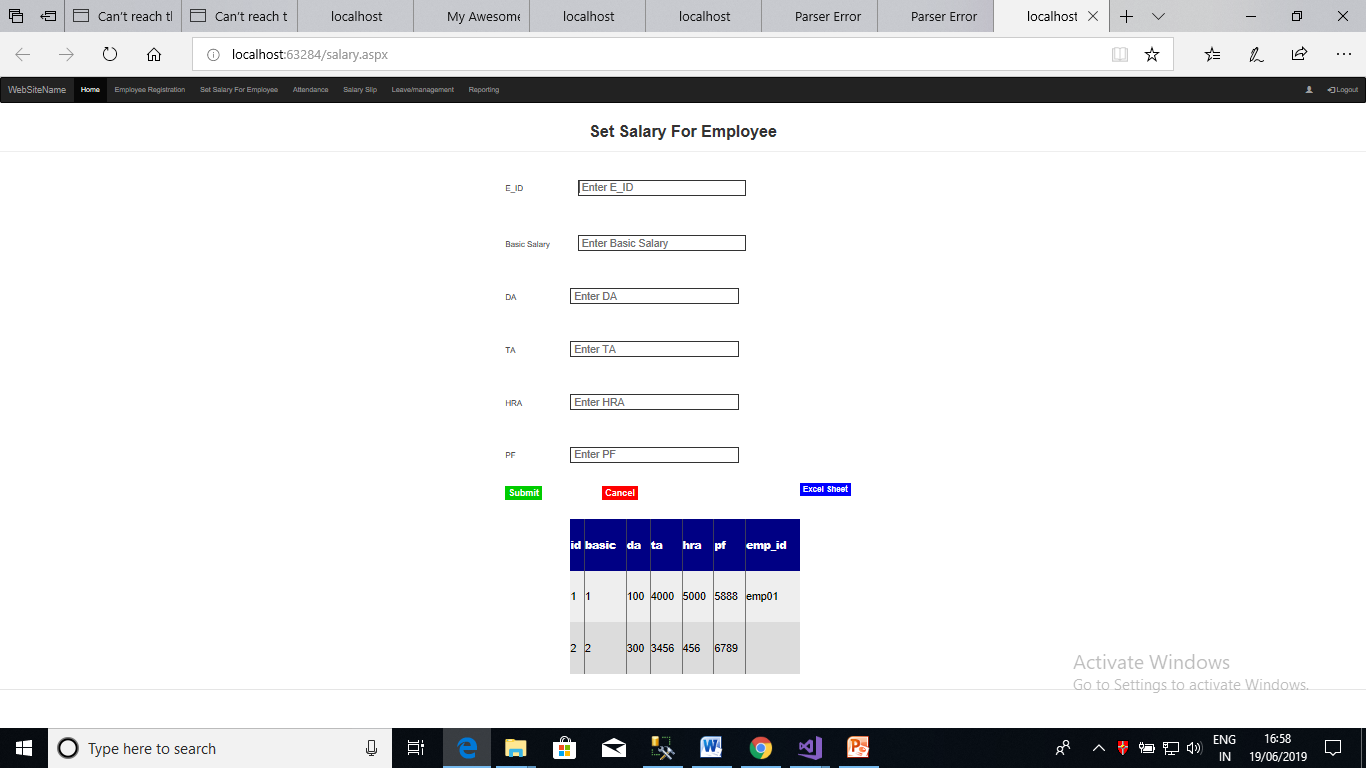 Can't reach tl Can't reach t localhost My Awesome localhost localhost Parser Error Parser Error localhost
localhost:63284/salary.aspx
WebSiteName Home Employee Registration Set Salary For Employee Attendance Salary Slip Leave/management Reporting Logout
Set Salary For Employee
E_ID Enter E_ID
Basic Salary Enter Basic Salary
DA Enter DA
TA Enter TA
HRA Enter HRA
PF Enter PF
Submit Cancel Excel Sheet
id basic da ta hra pf emp_id
1 1 100 4000 5000 5888 emp01
2 2 300 3456 456 6789
Activate Windows
Go to Settings to activate Windows.
Type here to search ENG 16:58
IN 19/06/2019